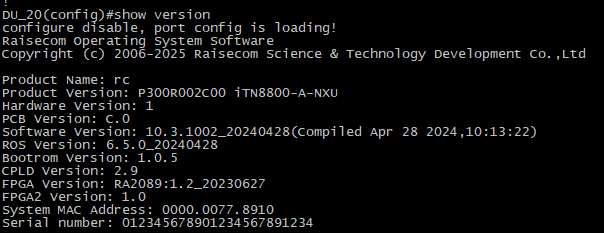 !
DU_20(config)#show version
configure disable, port config is loading!
Raisecom Operating System Software
Copyright (c) 2006-2025 Raisecom Science & Technology Development Co.,Ltd
Product Name: rc
Product Version: P300R002C00 iTN8800-A-NXU
Hardware Version: 1
PCB Version: C.0
Software Version: 10.3.1002_20240428(Compiled Apr 28 2024,10:13:22)
ROS Version: 6.5.0_20240428
Bootrom Version: 1.0.5
CPLD Version: 2.9
FPGA Version: RA2089:1.2_20230627
FPGA2 Version: 1.0
System MAC Address: 0000.0077.8910
Serial number: 012345678901234567891234